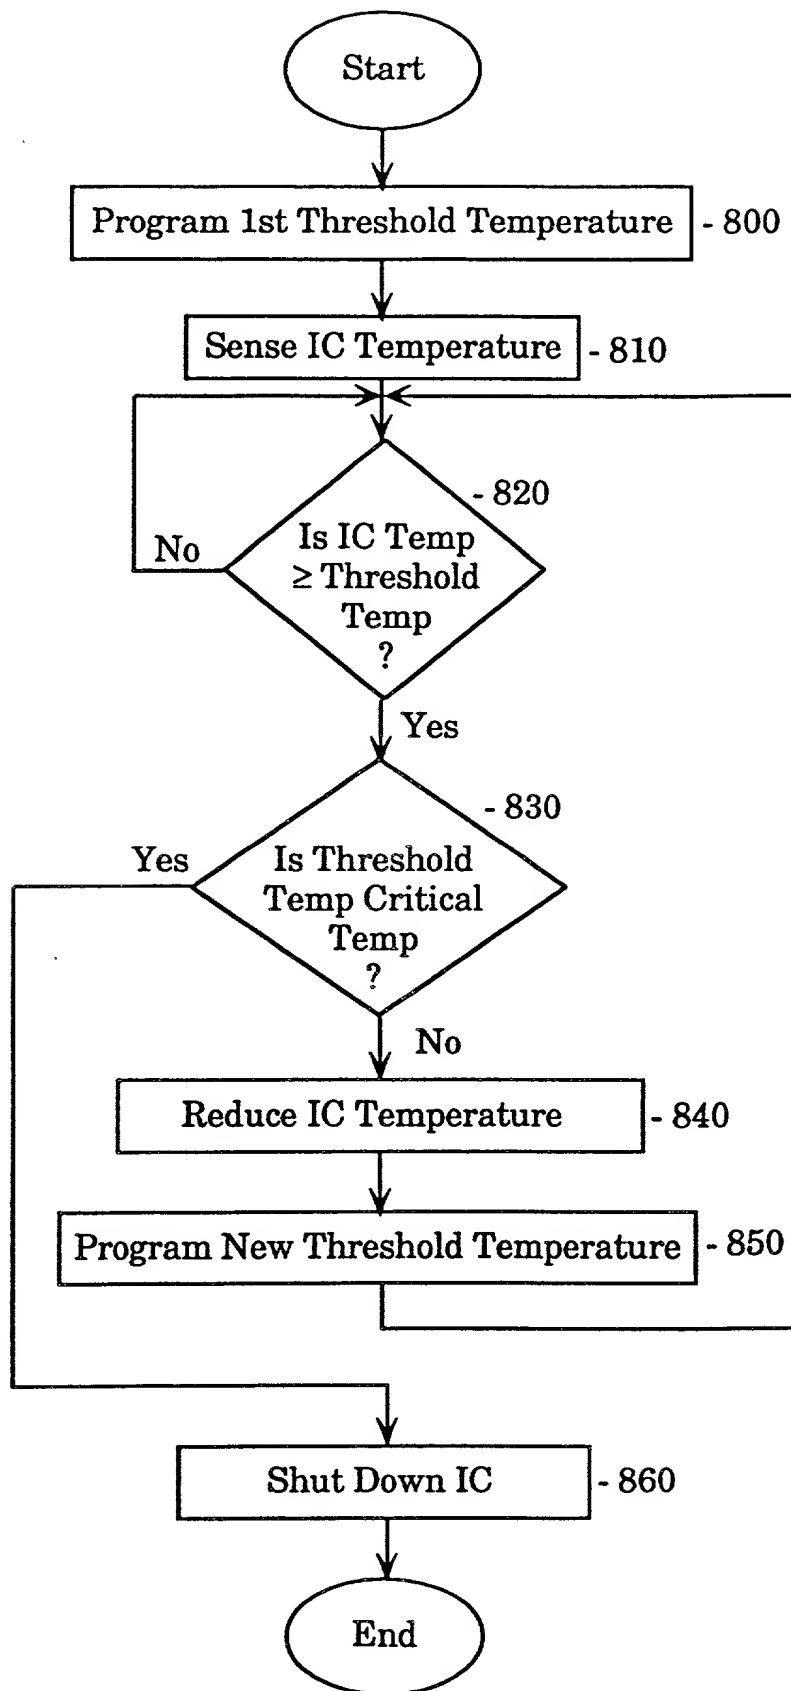 Start
Program 1st Threshold Temperature - 800
Sense IC Temperature - 810
- 820
Is IC Temp
≥ Threshold
Temp
?
No
Yes
- 830
Yes
Is Threshold
Temp Critical
Temp
?
No
Reduce IC Temperature - 840
Program New Threshold Temperature - 850
Shut Down IC - 860
End